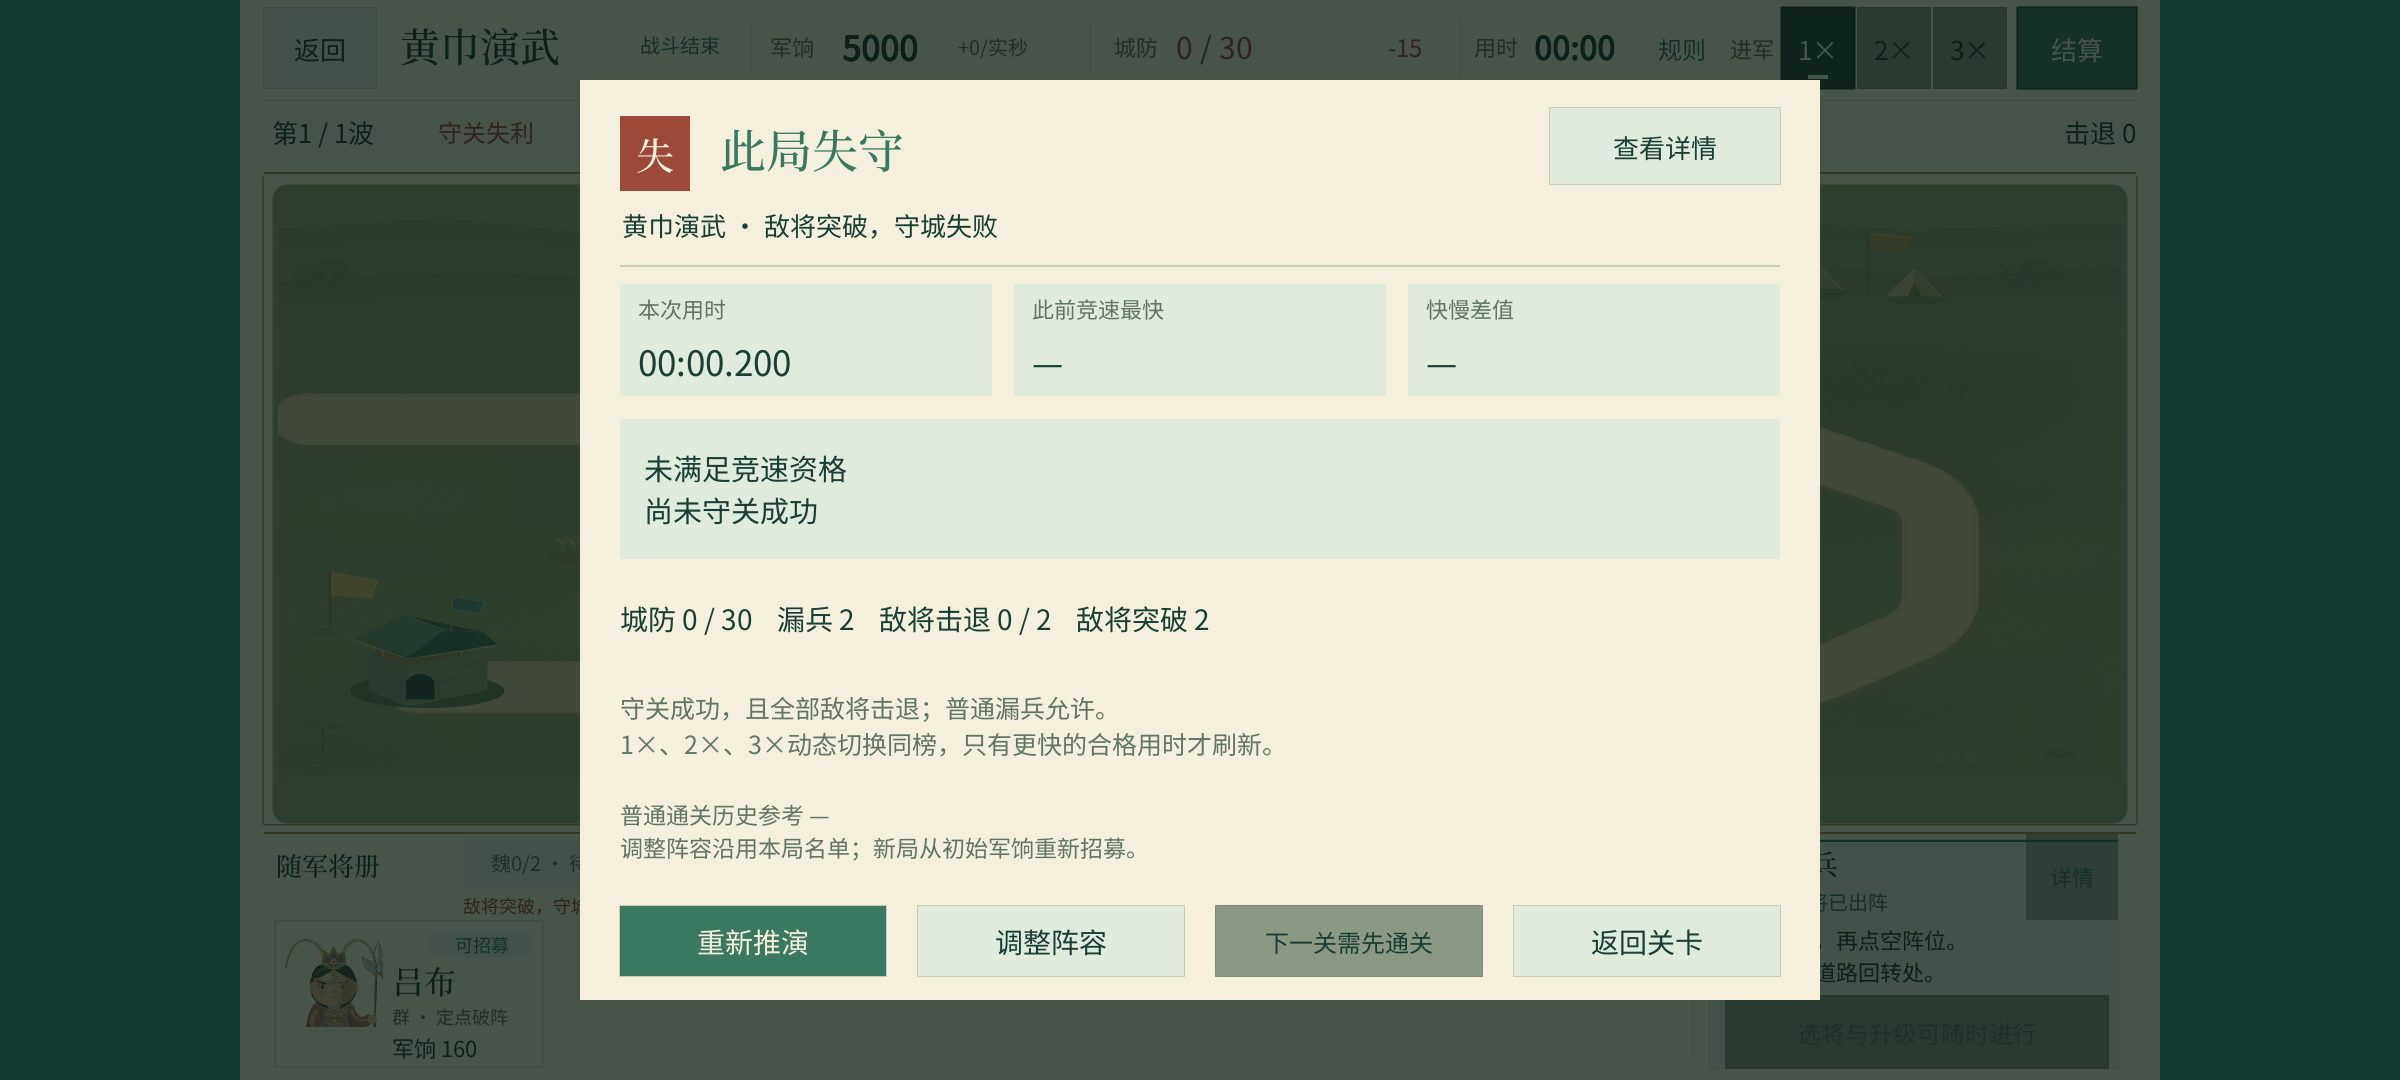 返回
黄巾演武
战斗结束
军饷 5000 +0/实秒
城防 0 / 30 -15
用时 00:00
规则
进军
1×
2×
3×
结算
第1 / 1波
守关失利
击退 0
失
此局失守
查看详情
黄巾演武 · 敌将突破，守城失败
本次用时
00:00.200
此前竞速最快
—
快慢差值
—
未满足竞速资格
尚未守关成功
城防 0 / 30 漏兵 2 敌将击退 0 / 2 敌将突破 2
守关成功，且全部敌将击退；普通漏兵允许。
1×、2×、3×动态切换同榜，只有更快的合格用时才刷新。
普通通关历史参考 —
调整阵容沿用本局名单；新局从初始军饷重新招募。
重新推演
调整阵容
下一关需先通关
返回关卡
随军将册
魏0/2 ·
敌将突破，守
可招募
吕布
群 · 定点破阵
军饷 160
兵
详情
已出阵
，再点空阵位。
道路回转处。
选将与升级可随时进行